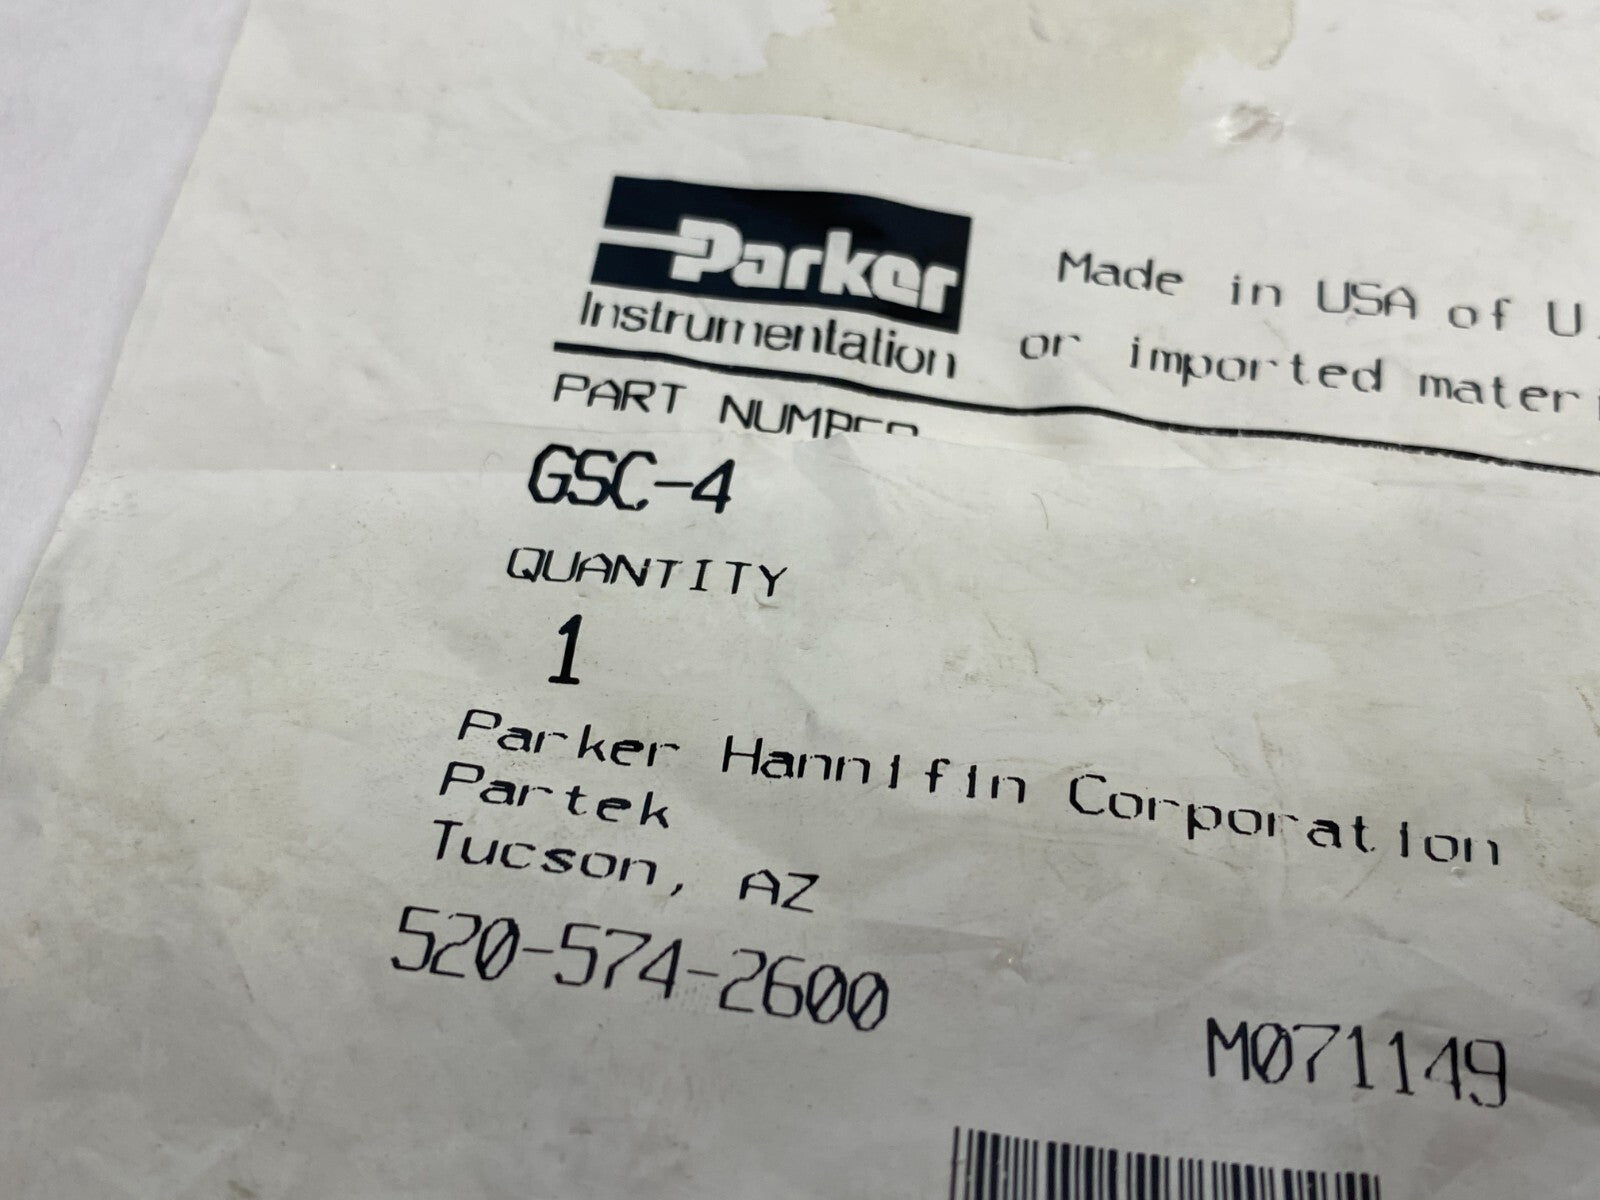 Parker
Instrumentation
Made in USA of U.
or imported materi
PART NUMBER
GSC-4
QUANTITY
1
Parker Hannifin Corporation
Partek
Tucson, AZ
520-574-2600
M071149